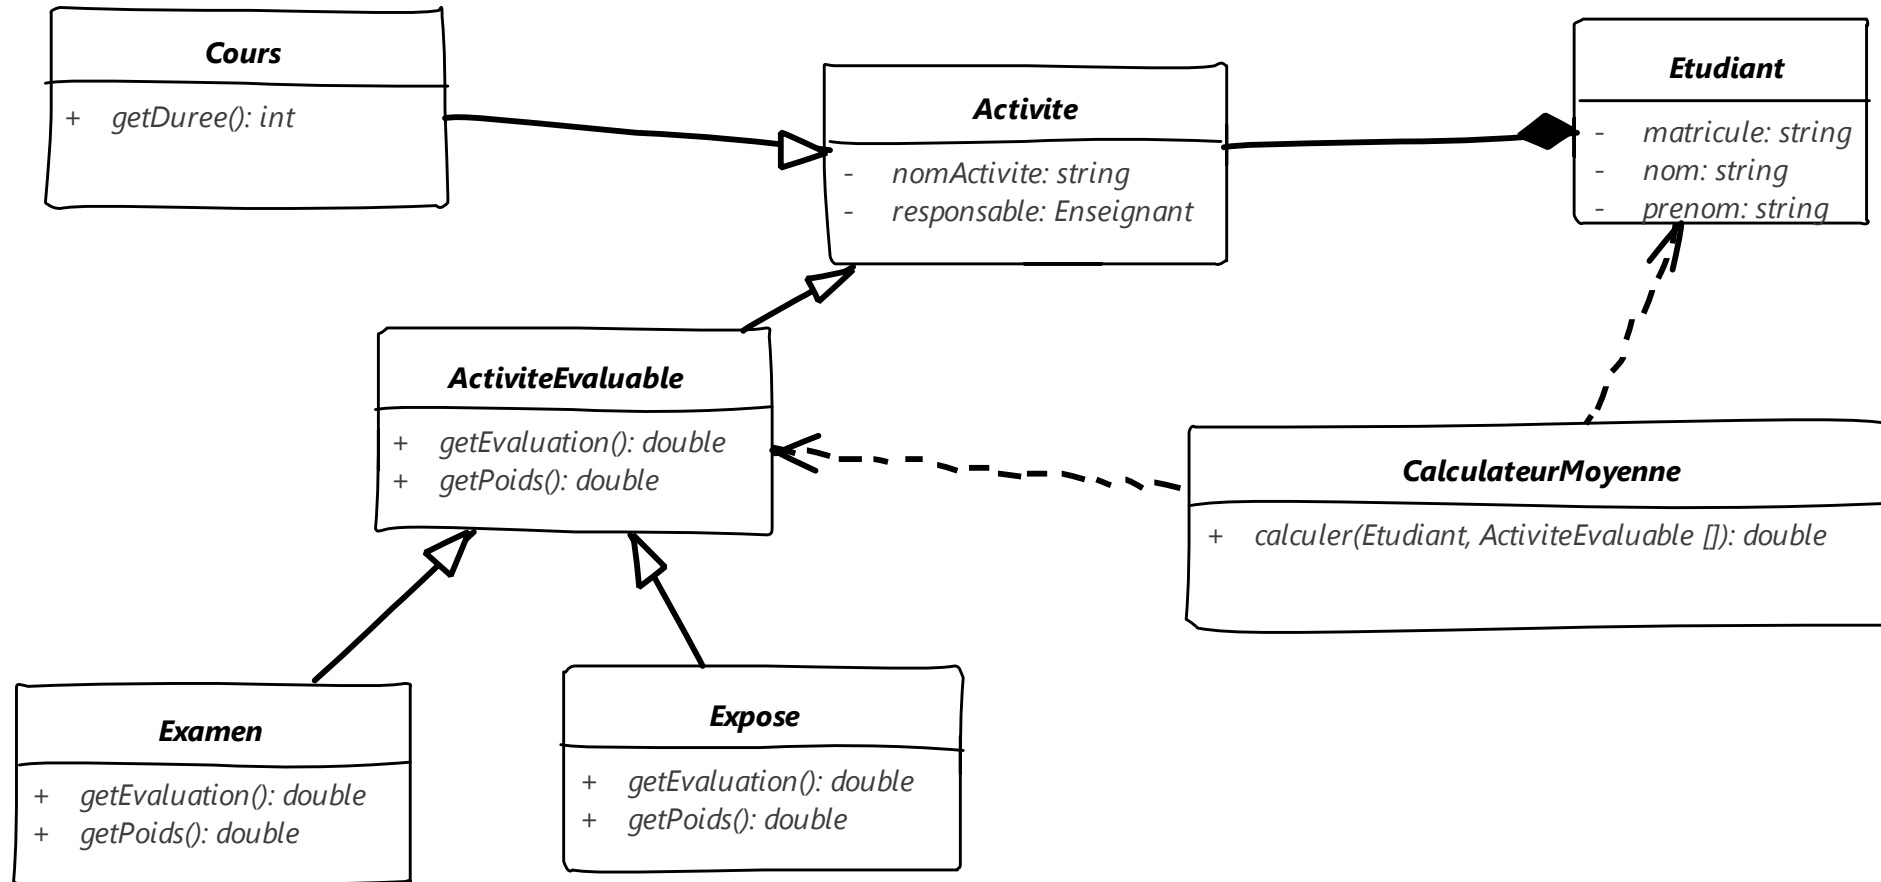 Cours
+ getDuree(): int
Activite
- nomActivite: string
- responsable: Enseignant
Etudiant
- matricule: string
- nom: string
- prenom: string
ActiviteEvaluable
+ getEvaluation(): double
+ getPoids(): double
CalculateurMoyenne
+ calculer(Etudiant, ActiviteEvaluable []): double
Examen
+ getEvaluation(): double
+ getPoids(): double
Expose
+ getEvaluation(): double
+ getPoids(): double